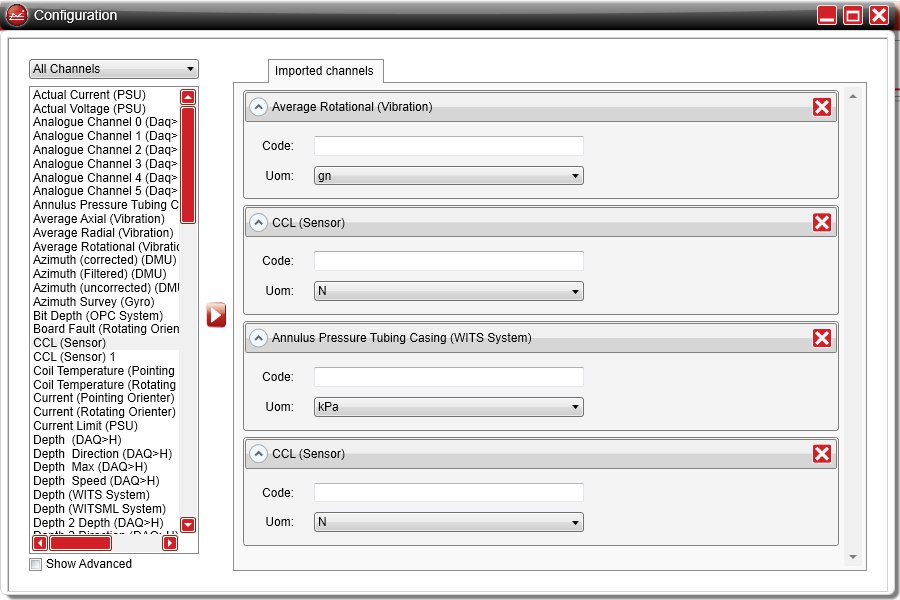 Configuration
All Channels
Actual Current (PSU)
Actual Voltage (PSU)
Analogue Channel 0 (Daq>
Analogue Channel 1 (Daq>
Analogue Channel 2 (Daq>
Analogue Channel 3 (Daq>
Analogue Channel 4 (Daq>
Analogue Channel 5 (Daq>
Annulus Pressure Tubing C
Average Axial (Vibration)
Average Radial (Vibration)
Average Rotational (Vibratio
Azimuth (corrected) (DMU)
Azimuth (Filtered) (DMU)
Azimuth (uncorrected) (DMU
Azimuth Survey (Gyro)
Bit Depth (OPC System)
Board Fault (Rotating Orien
CCL (Sensor)
CCL (Sensor) 1
Coil Temperature (Pointing
Coil Temperature (Rotating
Current (Pointing Orienter)
Current (Rotating Orienter)
Current Limit (PSU)
Depth  (DAQ>H)
Depth  Direction (DAQ>H)
Depth  Max (DAQ>H)
Depth  Speed (DAQ>H)
Depth (WITS System)
Depth (WITSML System)
Depth 2 Depth (DAQ>H)
Depth 2 Direction (DAQ>H)
Show Advanced
Imported channels
Average Rotational (Vibration)
Code:
Uom: gn
CCL (Sensor)
Code:
Uom: N
Annulus Pressure Tubing Casing (WITS System)
Code:
Uom: kPa
CCL (Sensor)
Code:
Uom: N